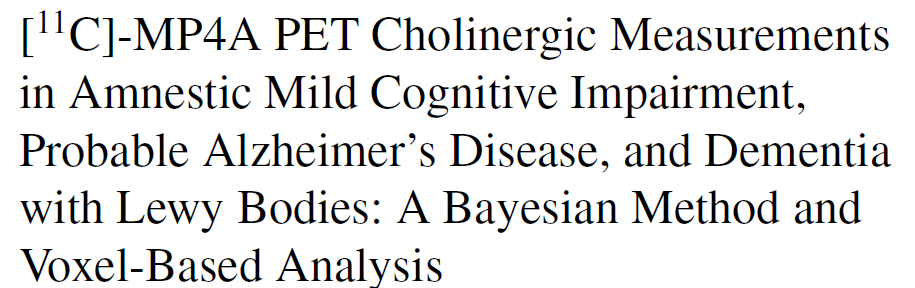 [¹¹C]-MP4A PET Cholinergic Measurements
in Amnestic Mild Cognitive Impairment,
Probable Alzheimer’s Disease, and Dementia
with Lewy Bodies: A Bayesian Method and
Voxel-Based Analysis